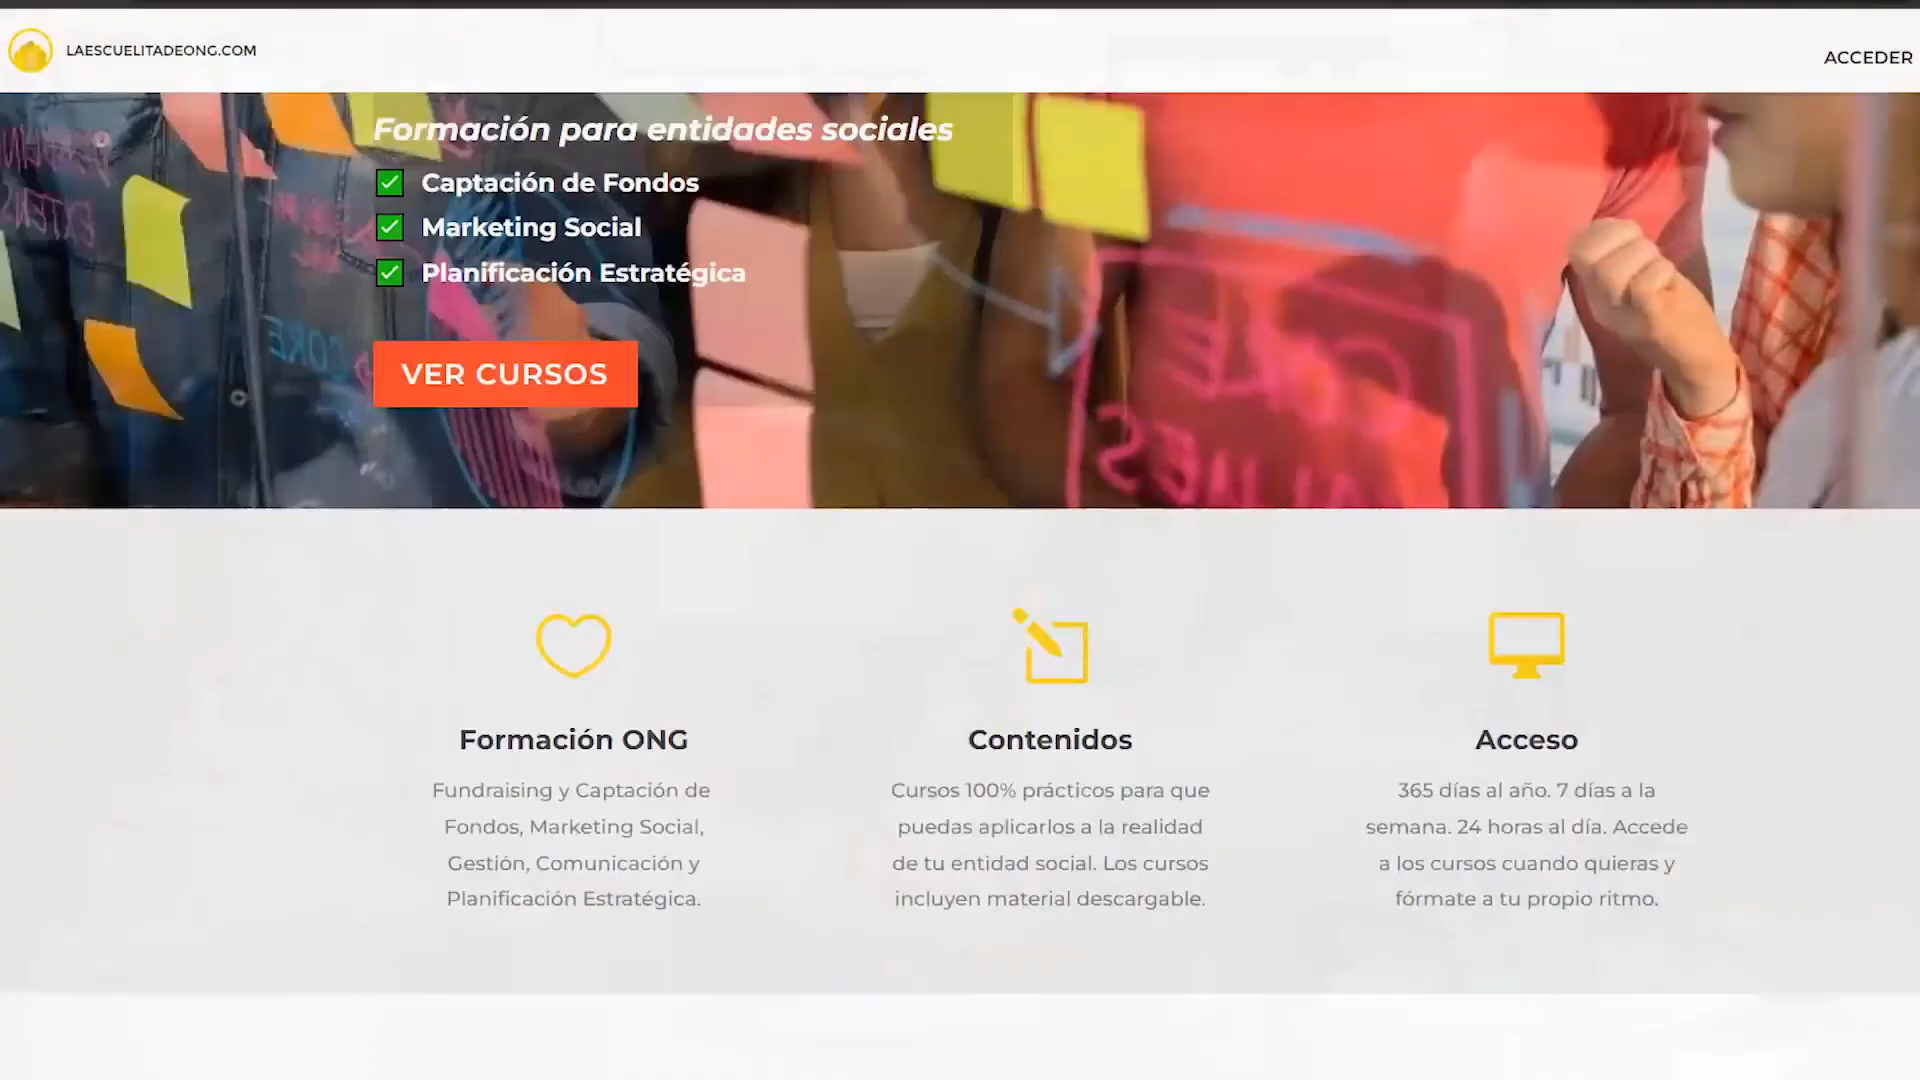 LAESCUELITADEONG.COM
ACCEDER
Formación para entidades sociales
Captación de Fondos
Marketing Social
Planificación Estratégica
VER CURSOS
Formación ONG
Fundraising y Captación de
Fondos, Marketing Social,
Gestión, Comunicación y
Planificación Estratégica.
Contenidos
Cursos 100% prácticos para que
puedas aplicarlos a la realidad
de tu entidad social. Los cursos
incluyen material descargable.
Acceso
365 días al año. 7 días a la
semana. 24 horas al día. Accede
a los cursos cuando quieras y
fórmate a tu propio ritmo.